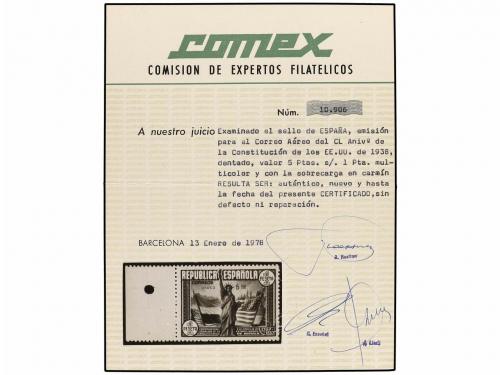 comex
COMISION DE EXPERTOS FILATELICOS
Núm. 10.906
A nuestro juicio Examinado el sello de ESPAÑA, emisión
para el Correo Aéreo del CL Anivº de
la Constitución de los EE.UU. de 1938,
dentado, valor 5 Ptas. s/. 1 Pta. mul-
ticolor y con la sobrecarga en carmín
RESULTA SER: auténtico, nuevo y hasta
la fecha del presente CERTIFICADO, sin
defecto ni reparación.
BARCELONA 13 Enero de 1978
REPUBLICA ESPAÑOLA